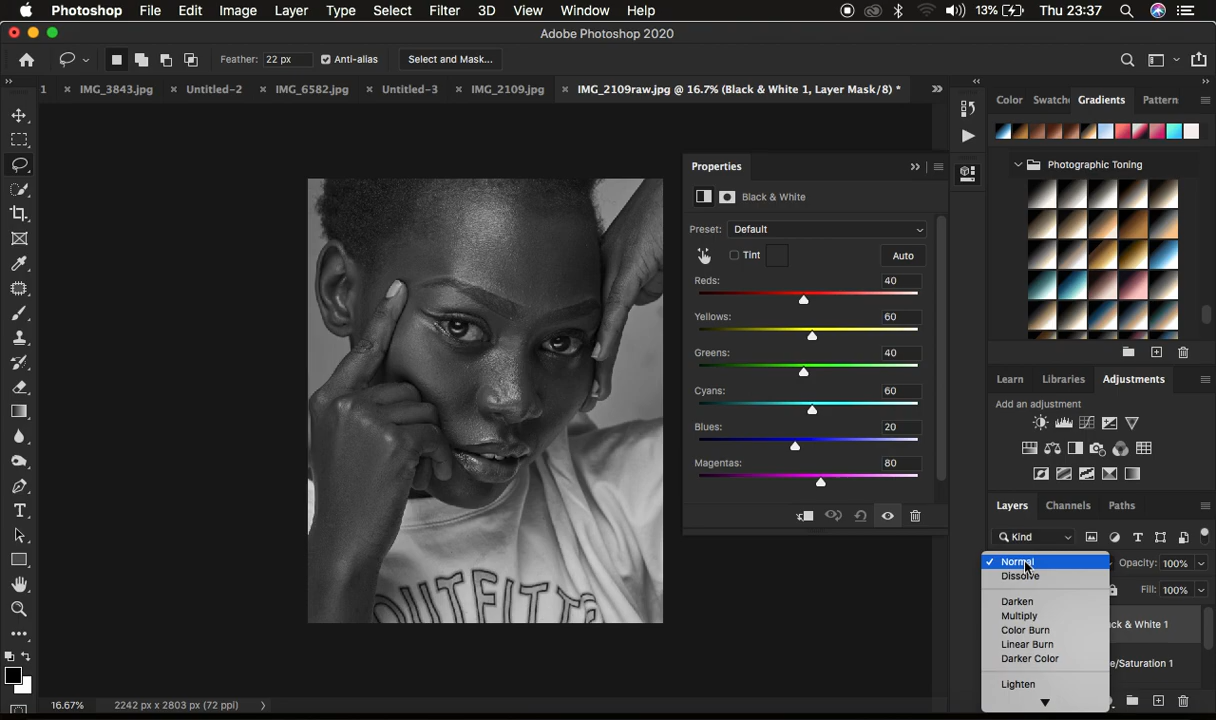 Photoshop File Edit Image Layer Type Select Filter 3D View Window Help 13% Thu 23:37
Adobe Photoshop 2020
Feather: 22 px Anti-alias Select and Mask...
1 × IMG_3843.jpg × Untitled-2 × IMG_6582.jpg × Untitled-3 × IMG_2109.jpg × IMG_2109raw.jpg @ 16.7% (Black & White 1, Layer Mask/8) *
Color Swatche Gradients Pattern
Photographic Toning
Properties
Black & White
Preset: Default
Tint Auto
Reds: 40
Yellows: 60
Greens: 40
Cyans: 60
Blues: 20
Magentas: 80
Learn Libraries Adjustments
Add an adjustment
Layers Channels Paths
Kind
Normal
Opacity: 100%
Dissolve
Fill: 100%
Darken
Multiply
Color Burn
Linear Burn
Darker Color
Lighten
ck & White 1
e/Saturation 1
OUTFITT
16.67% 2242 px x 2803 px (72 ppi)